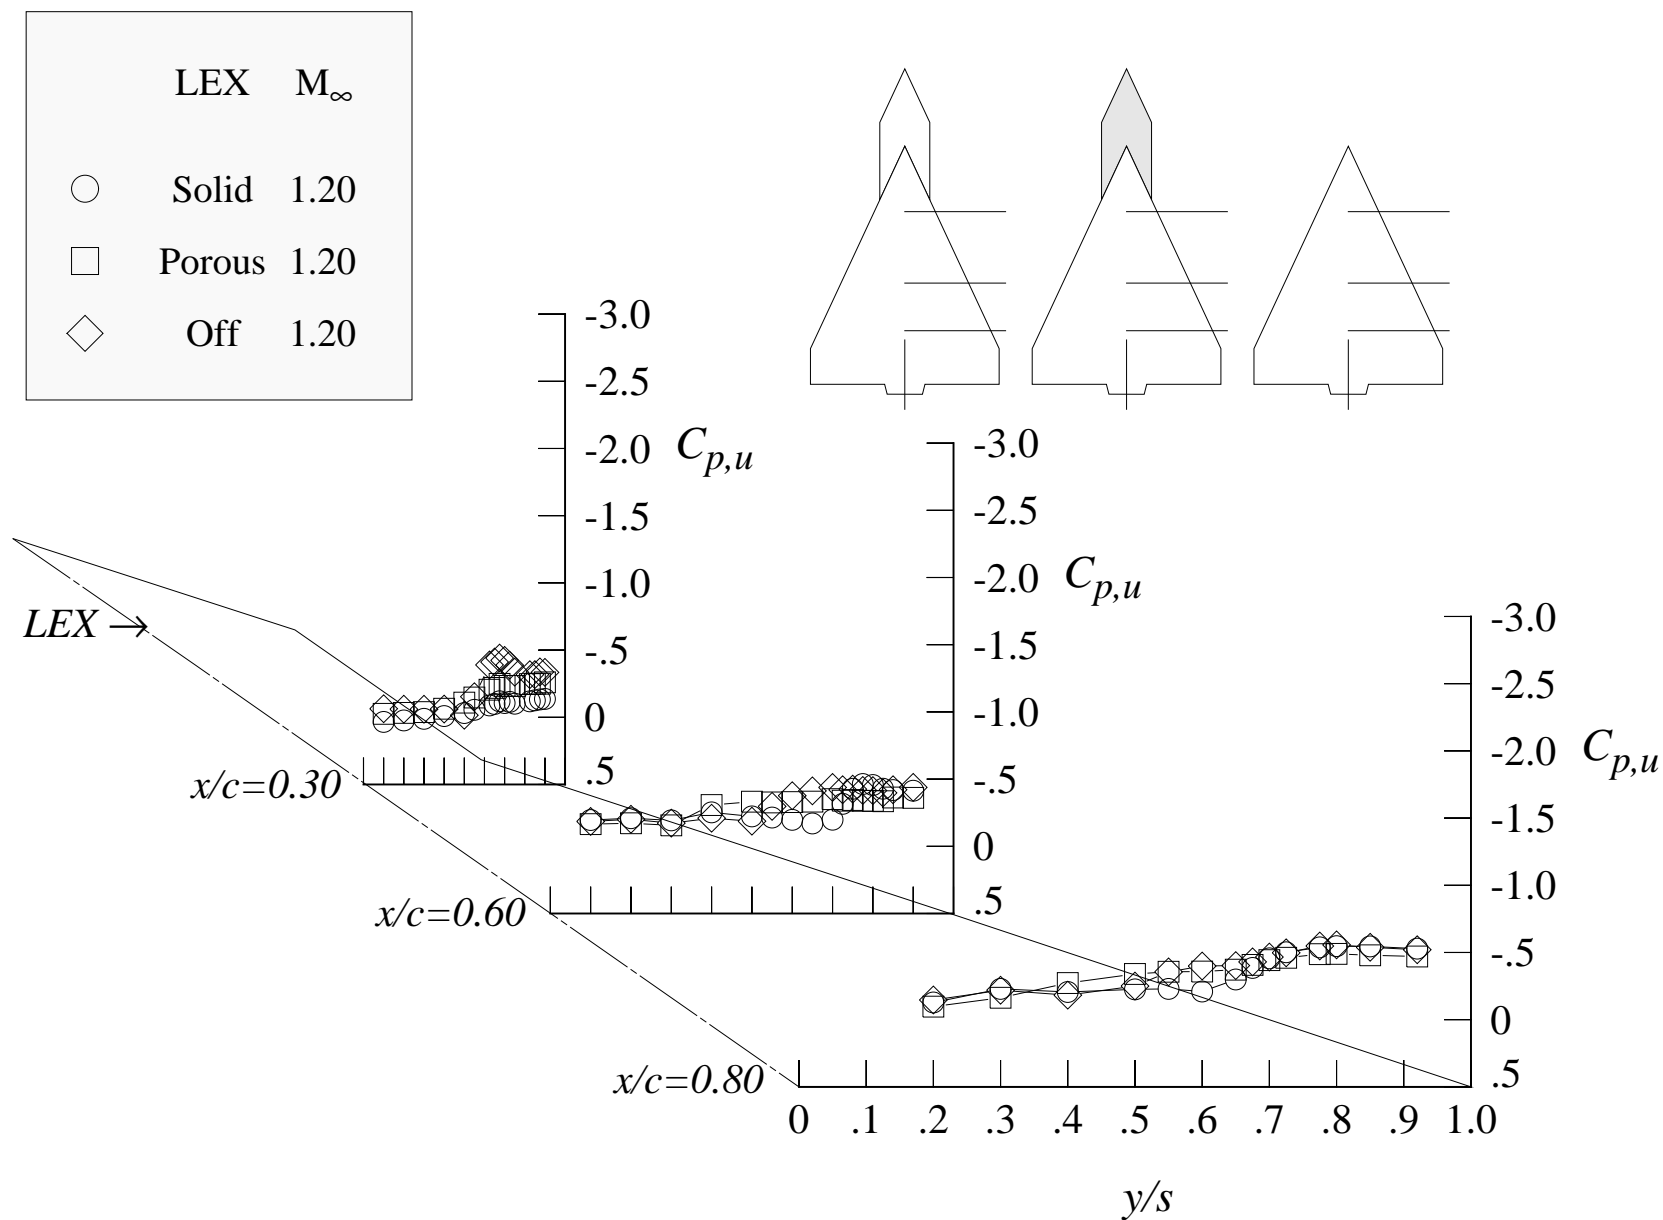 LEX M∞
Solid 1.20
Porous 1.20
Off 1.20
-3.0
-2.5
-2.0
-1.5
-1.0
-.5
0
.5
Cp,u
x/c=0.30
LEX →
-3.0
-2.5
-2.0
-1.5
-1.0
-.5
0
.5
Cp,u
x/c=0.60
-3.0
-2.5
-2.0
-1.5
-1.0
-.5
0
.5
Cp,u
x/c=0.80
0 .1 .2 .3 .4 .5 .6 .7 .8 .9 1.0
y/s